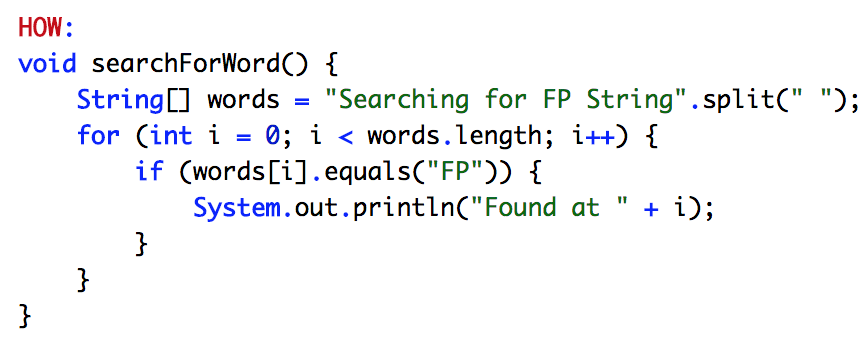 HOW:
void searchForWord() {
    String[] words = "Searching for FP String".split(" ");
    for (int i = 0; i < words.length; i++) {
        if (words[i].equals("FP")) {
            System.out.println("Found at " + i);
        }
    }
}